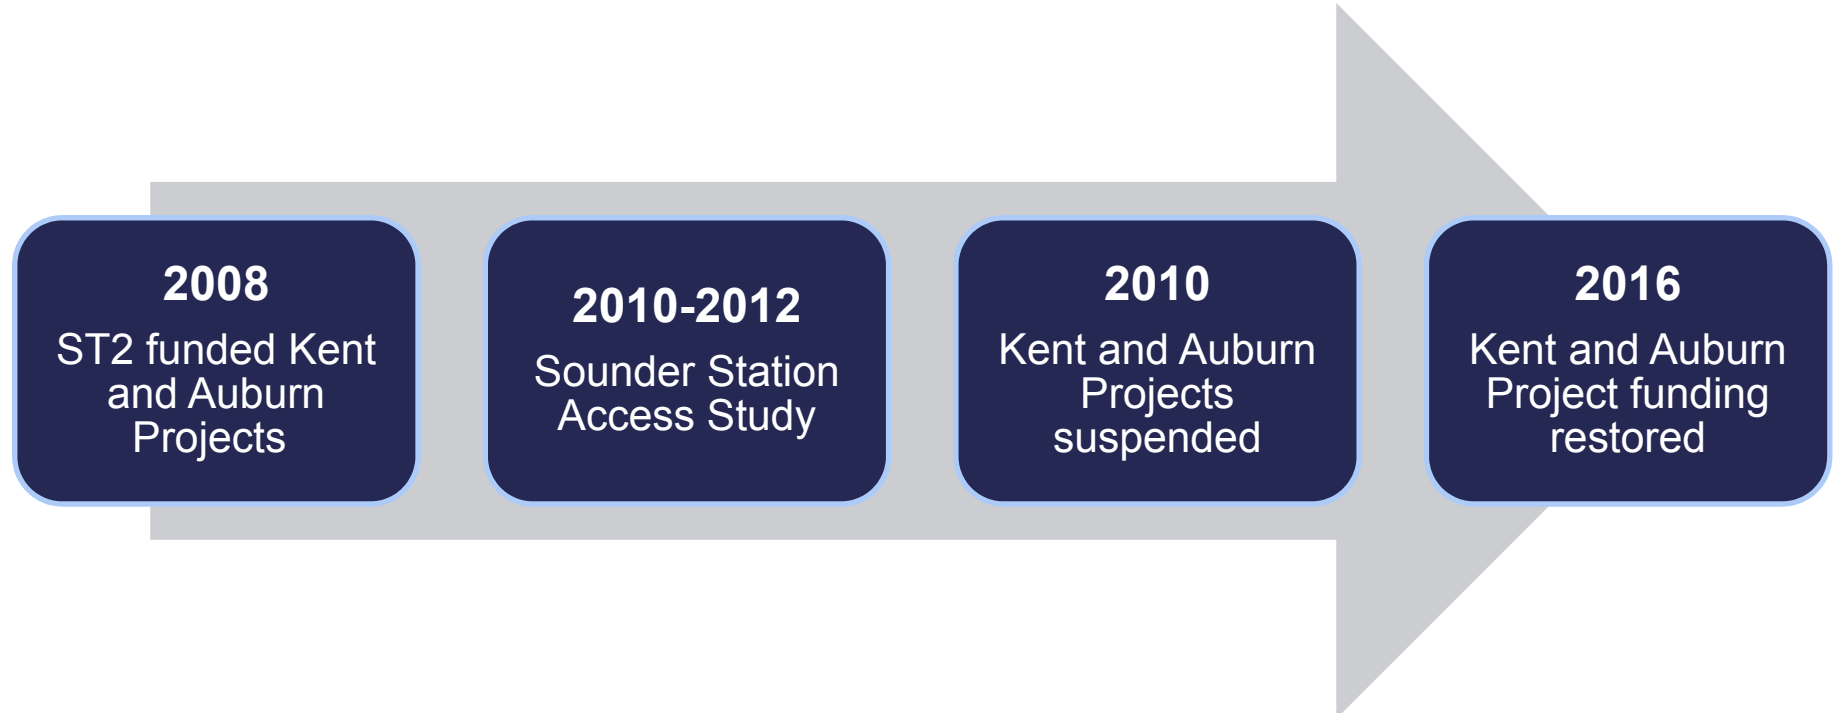 2008
ST2 funded Kent
and Auburn
Projects
2010-2012
Sounder Station
Access Study
2010
Kent and Auburn
Projects
suspended
2016
Kent and Auburn
Project funding
restored